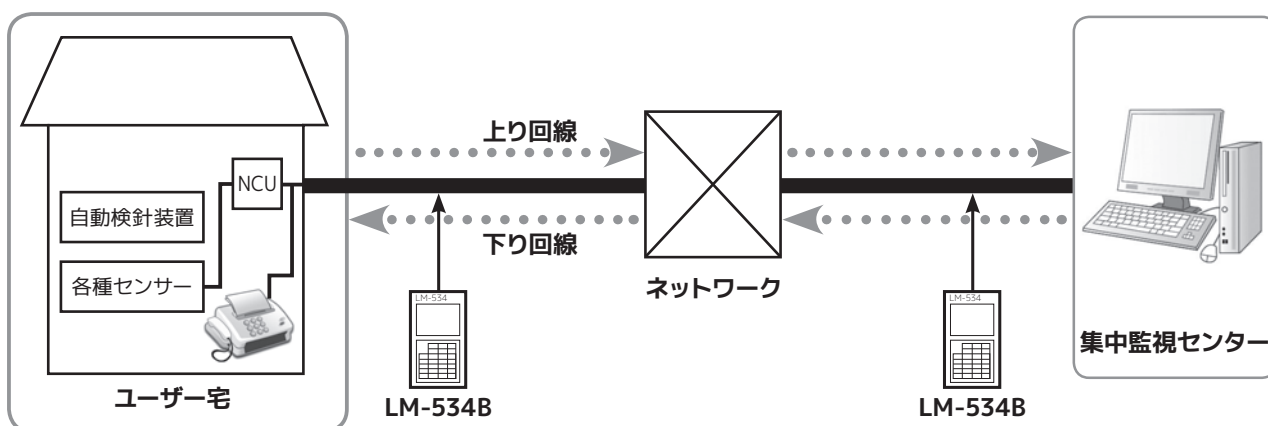 上り回線
NCU
自動検針装置
各種センサー
下り回線
ネットワーク
LM-534
LM-534
集中監視センター
ユーザー宅
LM-534B
LM-534B